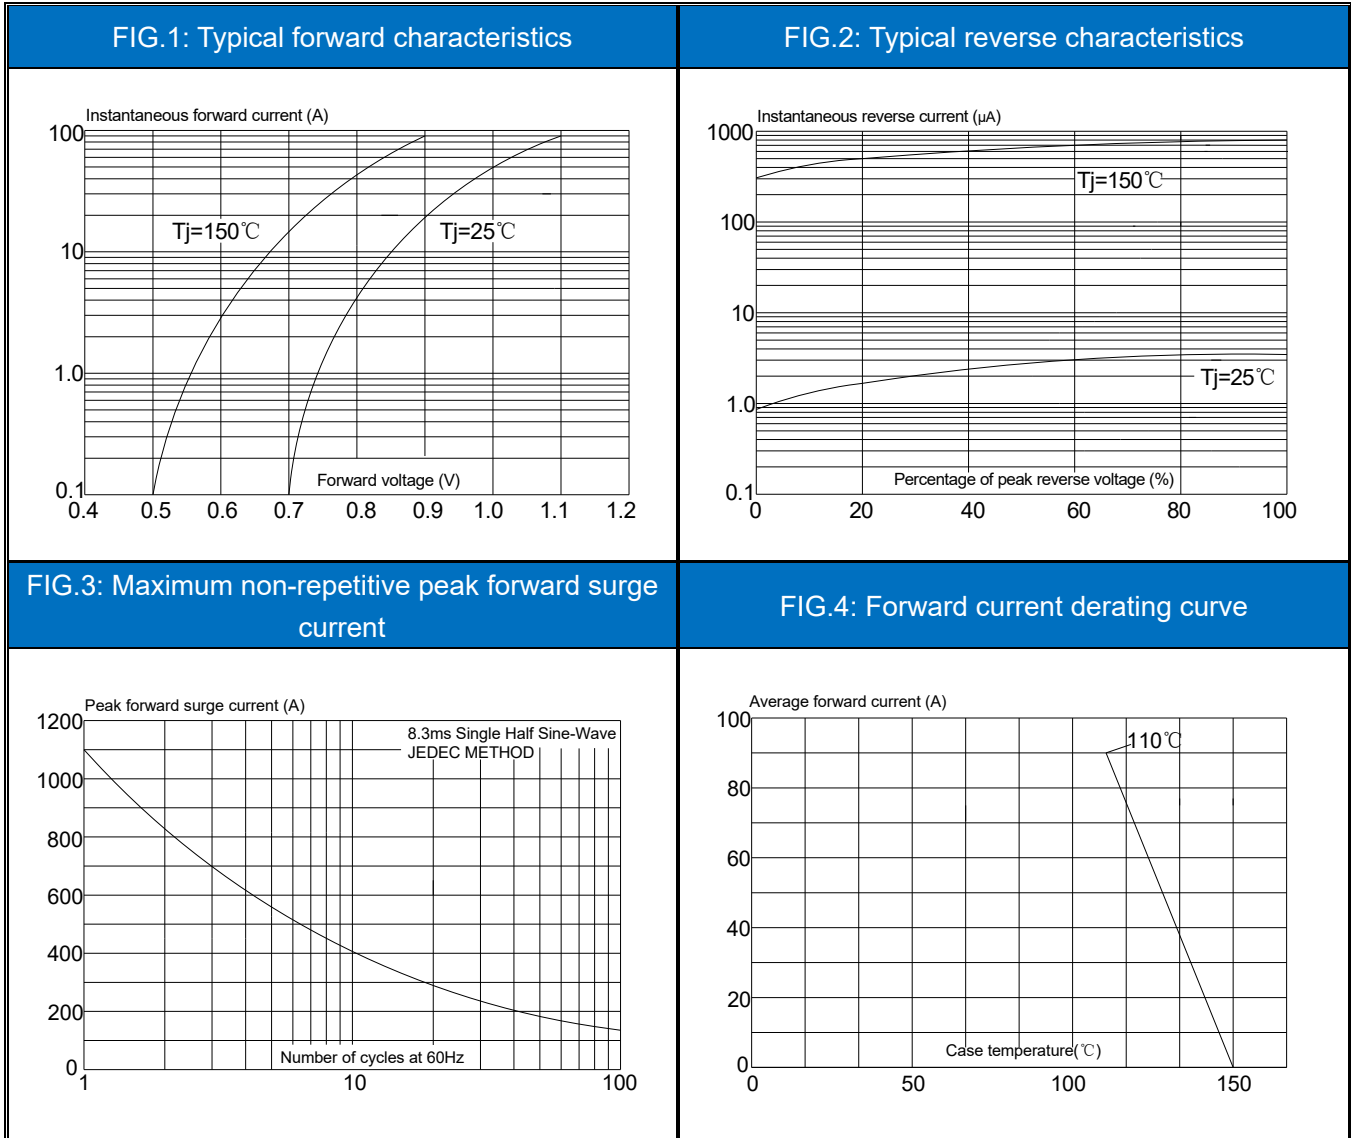 FIG.1: Typical forward characteristics
Instantaneous forward current (A)
100
10
1.0
0.1
Tj=150℃
Tj=25℃
Forward voltage (V)
0.4 0.5 0.6 0.7 0.8 0.9 1.0 1.1 1.2
FIG.2: Typical reverse characteristics
Instantaneous reverse current (μA)
1000
100
10
1.0
0.1
Tj=150℃
Tj=25℃
Percentage of peak reverse voltage (%)
0 20 40 60 80 100
FIG.3: Maximum non-repetitive peak forward surge
current
Peak forward surge current (A)
1200
1000
800
600
400
200
0
8.3ms Single Half Sine-Wave
JEDEC METHOD
Number of cycles at 60Hz
1 10 100
FIG.4: Forward current derating curve
Average forward current (A)
100
80
60
40
20
0
110℃
Case temperature(℃)
0 50 100 150